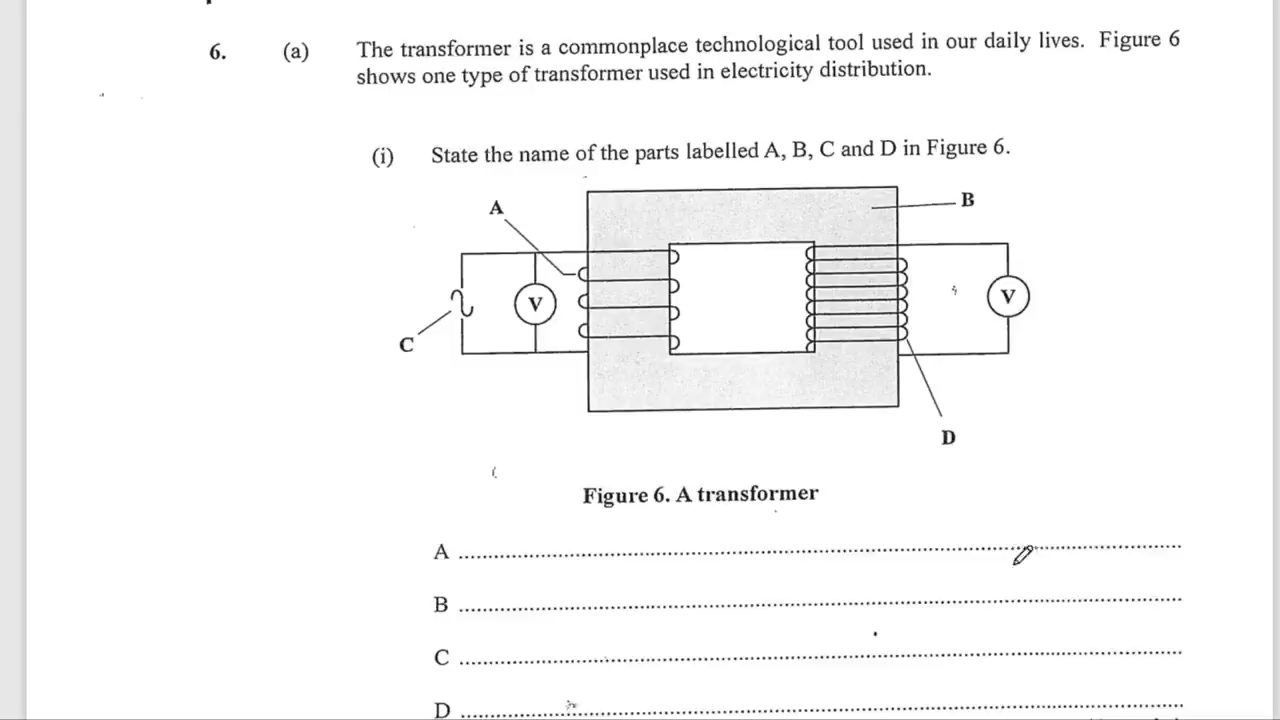 6. (a) The transformer is a commonplace technological tool used in our daily lives. Figure 6
shows one type of transformer used in electricity distribution.
(i) State the name of the parts labelled A, B, C and D in Figure 6.
A
B
V
V
C
D
Figure 6. A transformer
A ........................................................................
B ........................................................................
C ........................................................................
D ........................................................................